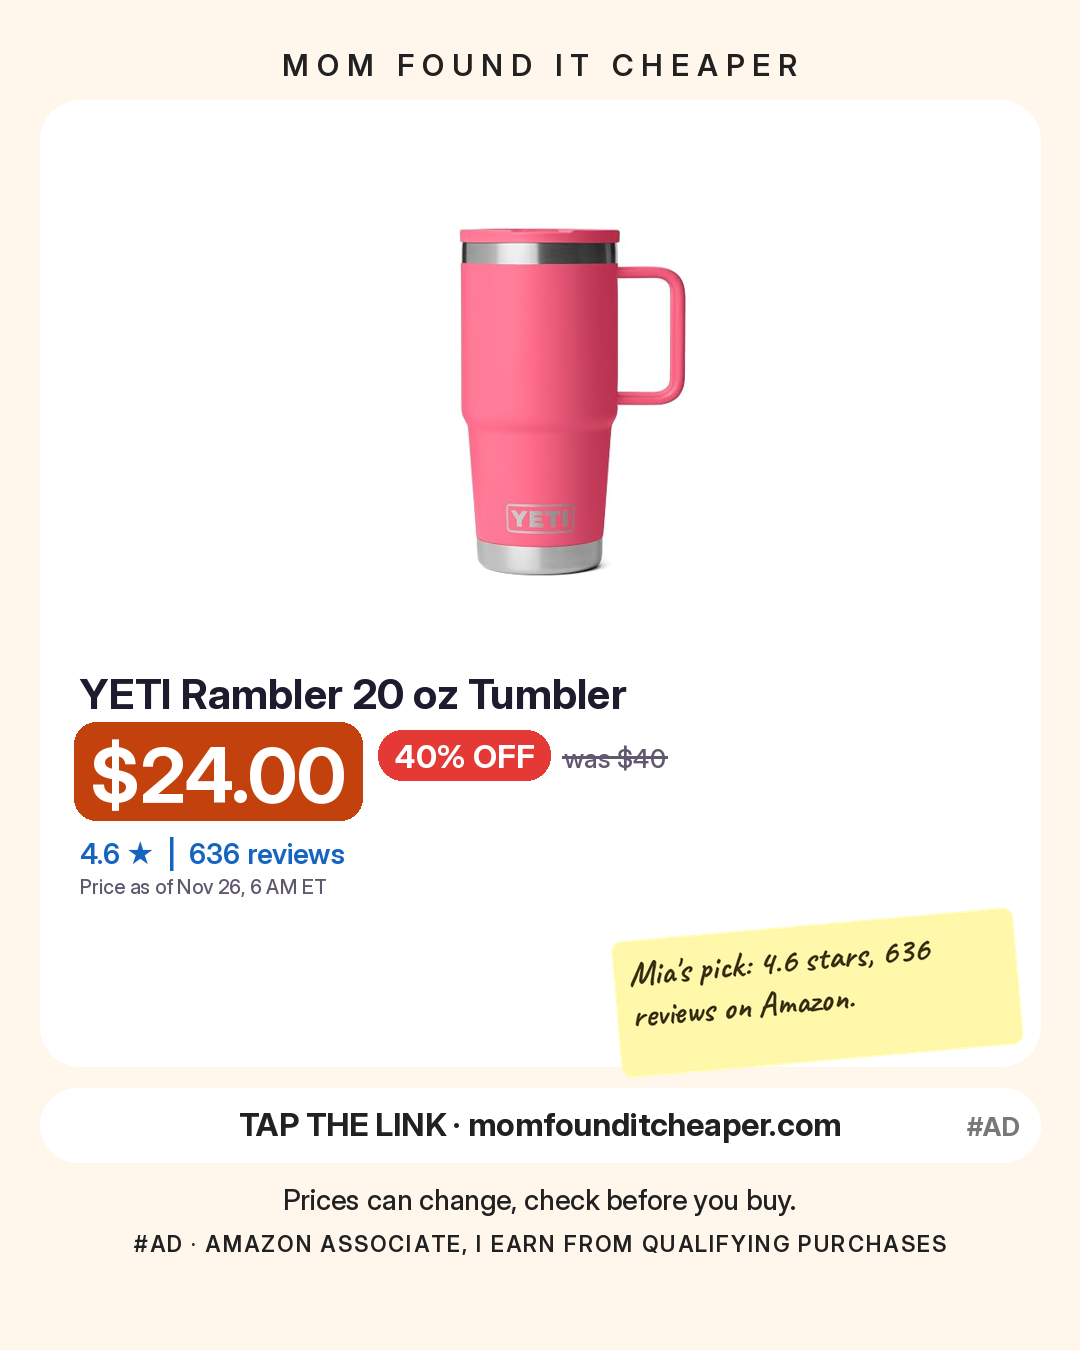 MOM FOUND IT CHEAPER
YETI
YETI Rambler 20 oz Tumbler
$24.00 40% OFF was $40
4.6 ★ | 636 reviews
Price as of Nov 26, 6 AM ET
Mia's pick: 4.6 stars, 636
reviews on Amazon.
TAP THE LINK · momfounditcheaper.com #AD
Prices can change, check before you buy.
#AD · AMAZON ASSOCIATE, I EARN FROM QUALIFYING PURCHASES